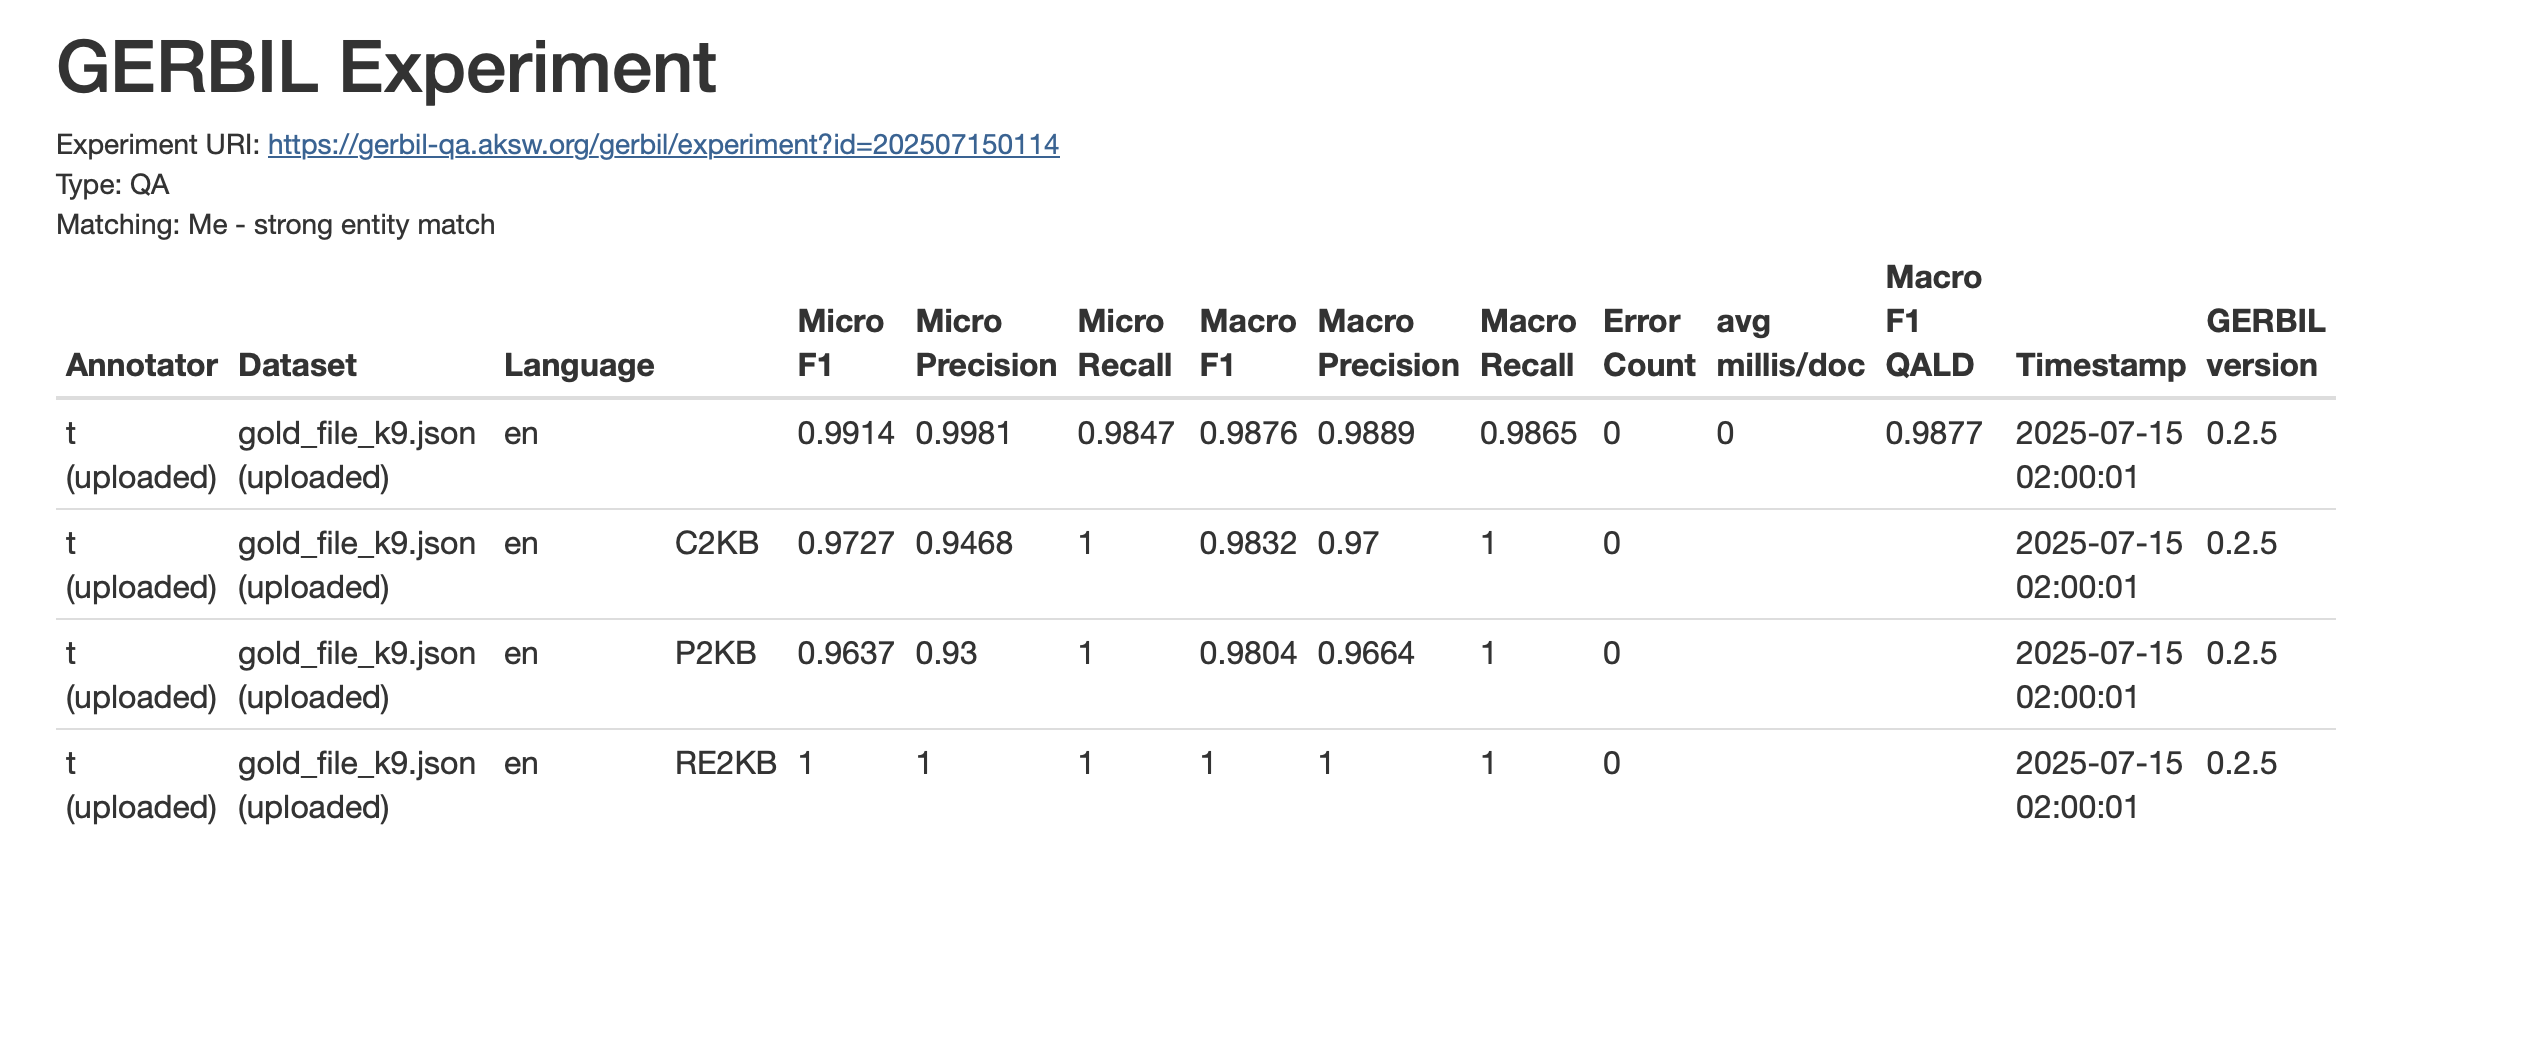 GERBIL Experiment
Experiment URI: https://gerbil-qa.aksw.org/gerbil/experiment?id=202507150114
Type: QA
Matching: Me - strong entity match
Macro
Micro Micro Micro Macro Macro Macro Error avg F1 GERBIL
Annotator Dataset Language F1 Precision Recall F1 Precision Recall Count millis/doc QALD Timestamp version
t gold_file_k9.json en 0.9914 0.9981 0.9847 0.9876 0.9889 0.9865 0 0 0.9877 2025-07-15 0.2.5
(uploaded) (uploaded) 02:00:01
t gold_file_k9.json en C2KB 0.9727 0.9468 1 0.9832 0.97 1 0 2025-07-15 0.2.5
(uploaded) (uploaded) 02:00:01
t gold_file_k9.json en P2KB 0.9637 0.93 1 0.9804 0.9664 1 0 2025-07-15 0.2.5
(uploaded) (uploaded) 02:00:01
t gold_file_k9.json en RE2KB 1 1 1 1 1 1 0 2025-07-15 0.2.5
(uploaded) (uploaded) 02:00:01